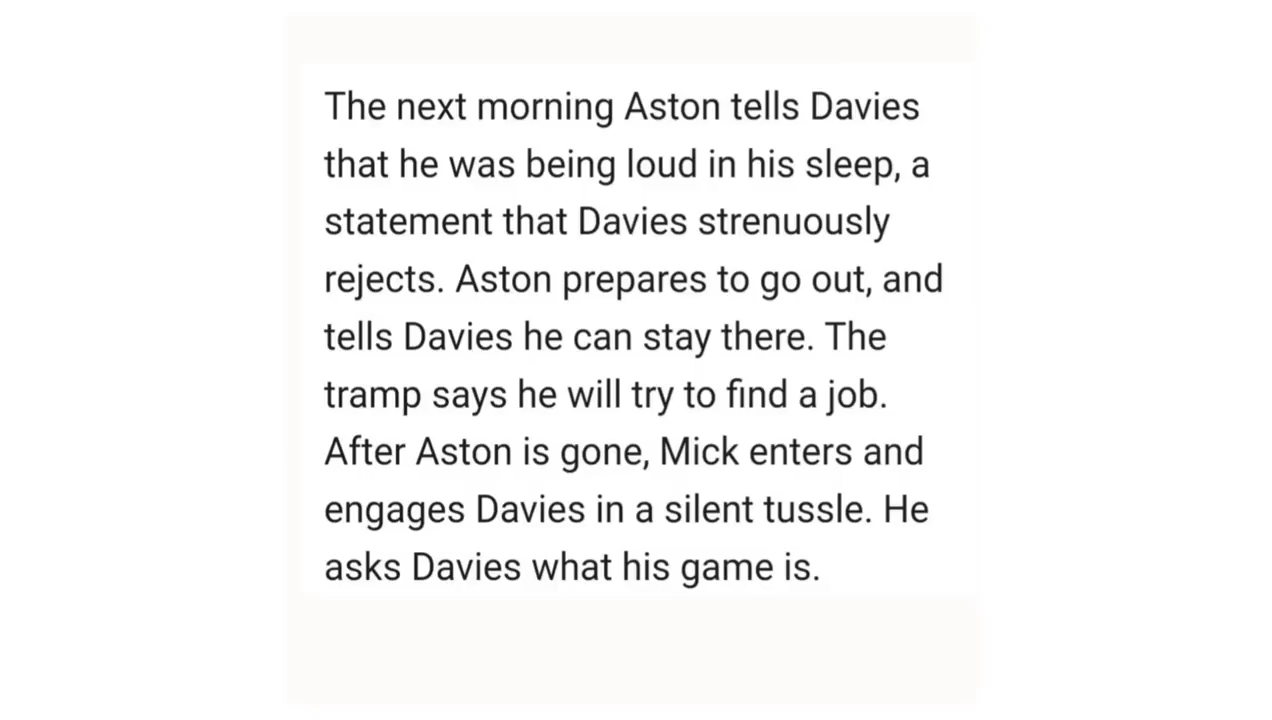 The next morning Aston tells Davies
that he was being loud in his sleep, a
statement that Davies strenuously
rejects. Aston prepares to go out, and
tells Davies he can stay there. The
tramp says he will try to find a job.
After Aston is gone, Mick enters and
engages Davies in a silent tussle. He
asks Davies what his game is.